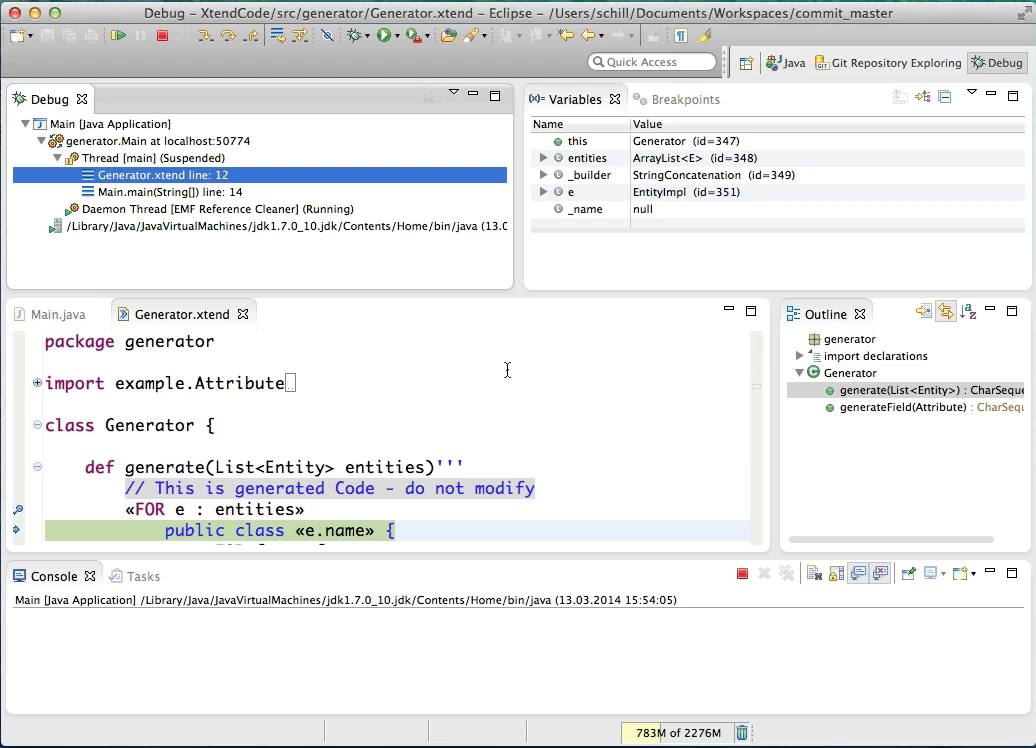 Debug - XtendCode/src/generator/Generator.xtend - Eclipse - /Users/schill/Documents/Workspaces/commit_master
Quick Access
Java
Git Repository Exploring
Debug
Debug
Main [Java Application]
generator.Main at localhost:50774
Thread [main] (Suspended)
Generator.xtend line: 12
Main.main(String[]) line: 14
Daemon Thread [EMF Reference Cleaner] (Running)
/Library/Java/JavaVirtualMachines/jdk1.7.0_10.jdk/Contents/Home/bin/java (13.0
(x)= Variables
Breakpoints
Name Value
this Generator (id=347)
entities ArrayList<E> (id=348)
_builder StringConcatenation (id=349)
e EntityImpl (id=351)
_name null
Main.java
Generator.xtend
package generator
import example.Attribute..
class Generator {
def generate(List<Entity> entities)'''
// This is generated Code - do not modify
«FOR e : entities»
public class «e.name» {
Outline
generator
import declarations
Generator
generate(List<Entity>) : CharSeque
generateField(Attribute) : CharSequ
Console
Tasks
Main [Java Application] /Library/Java/JavaVirtualMachines/jdk1.7.0_10.jdk/Contents/Home/bin/java (13.03.2014 15:54:05)
783M of 2276M